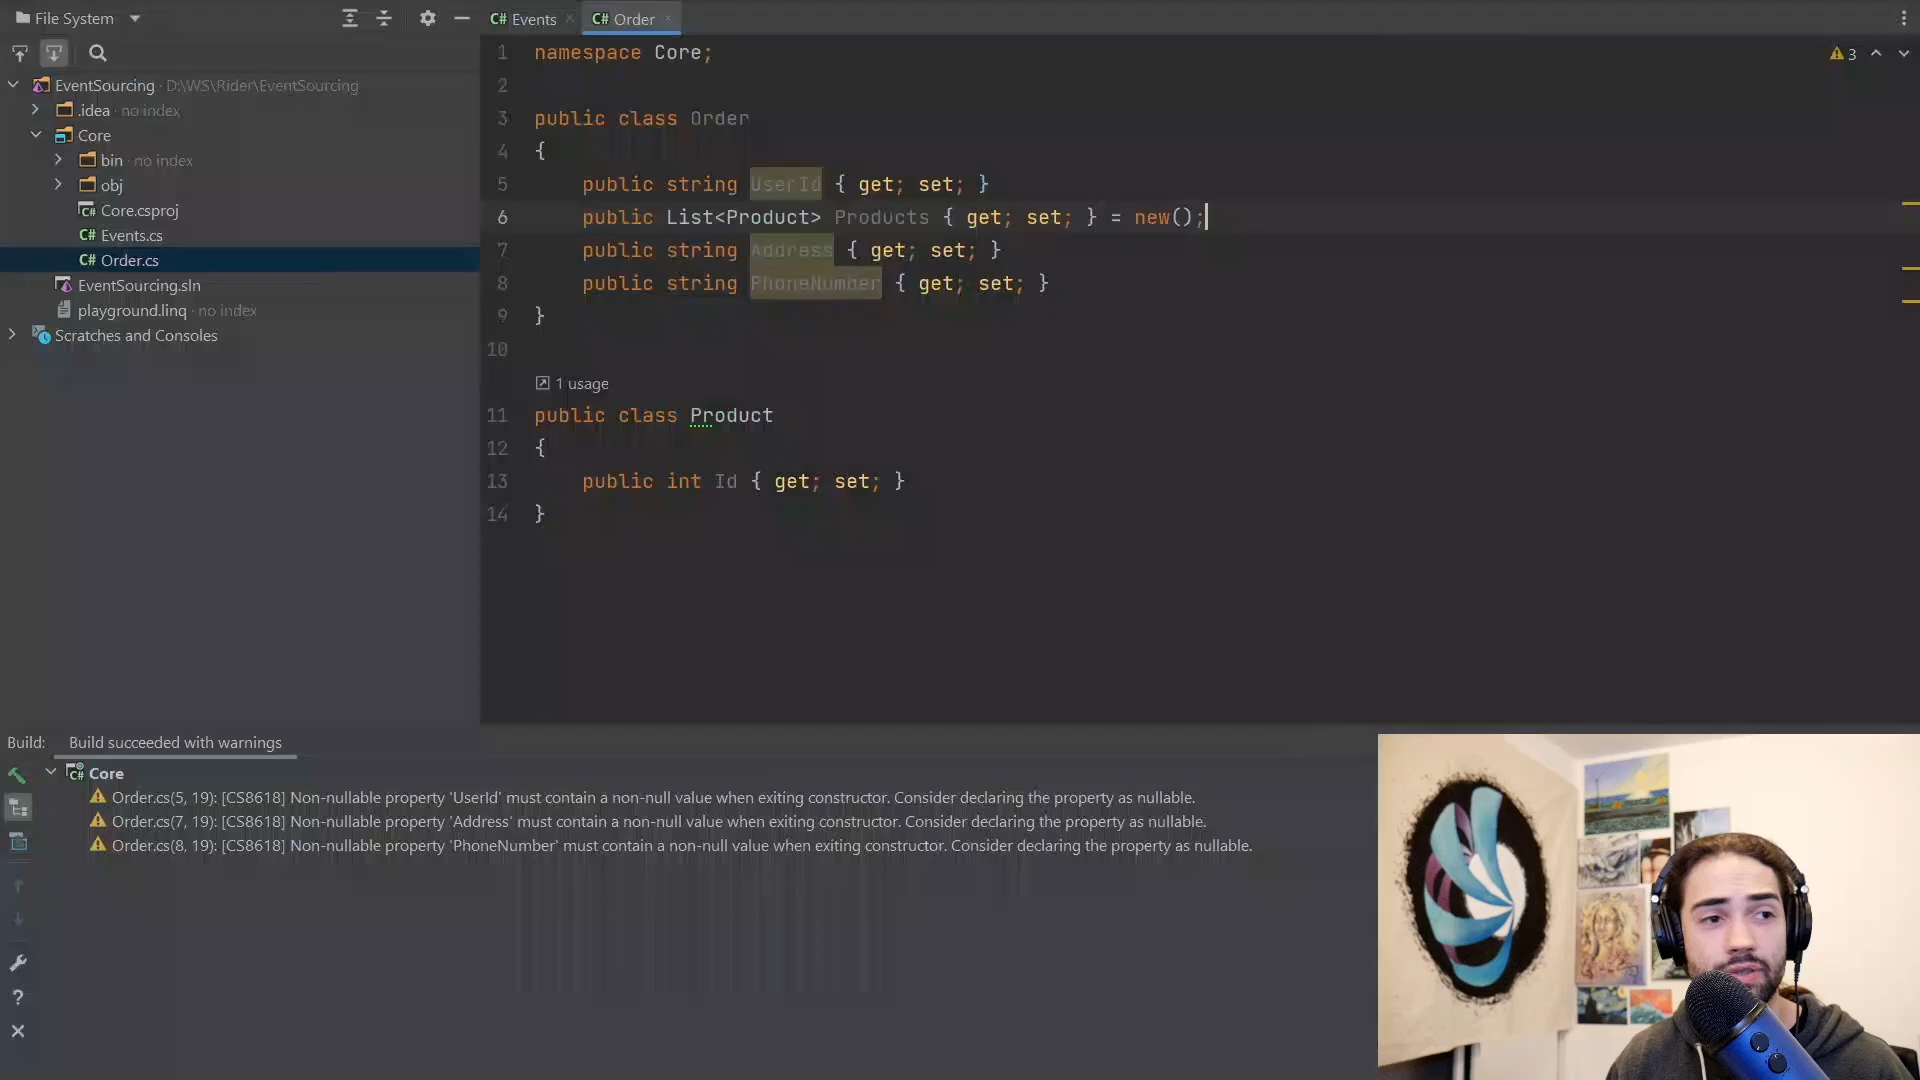 File System
C# Events ×
C# Order ×
EventSourcing · D:\WS\Rider\EventSourcing
.idea · no index
Core
bin · no index
obj
C# Core.csproj
C# Events.cs
C# Order.cs
EventSourcing.sln
playground.linq · no index
Scratches and Consoles
3
1 namespace Core;
2
3 public class Order
4 {
5 public string UserId { get; set; }
6 public List<Product> Products { get; set; } = new();
7 public string Address { get; set; }
8 public string PhoneNumber { get; set; }
9 }
10
1 usage
11 public class Product
12 {
13 public int Id { get; set; }
14 }
Build: Build succeeded with warnings
C# Core
Order.cs(5, 19): [CS8618] Non-nullable property 'UserId' must contain a non-null value when exiting constructor. Consider declaring the property as nullable.
Order.cs(7, 19): [CS8618] Non-nullable property 'Address' must contain a non-null value when exiting constructor. Consider declaring the property as nullable.
Order.cs(8, 19): [CS8618] Non-nullable property 'PhoneNumber' must contain a non-null value when exiting constructor. Consider declaring the property as nullable.